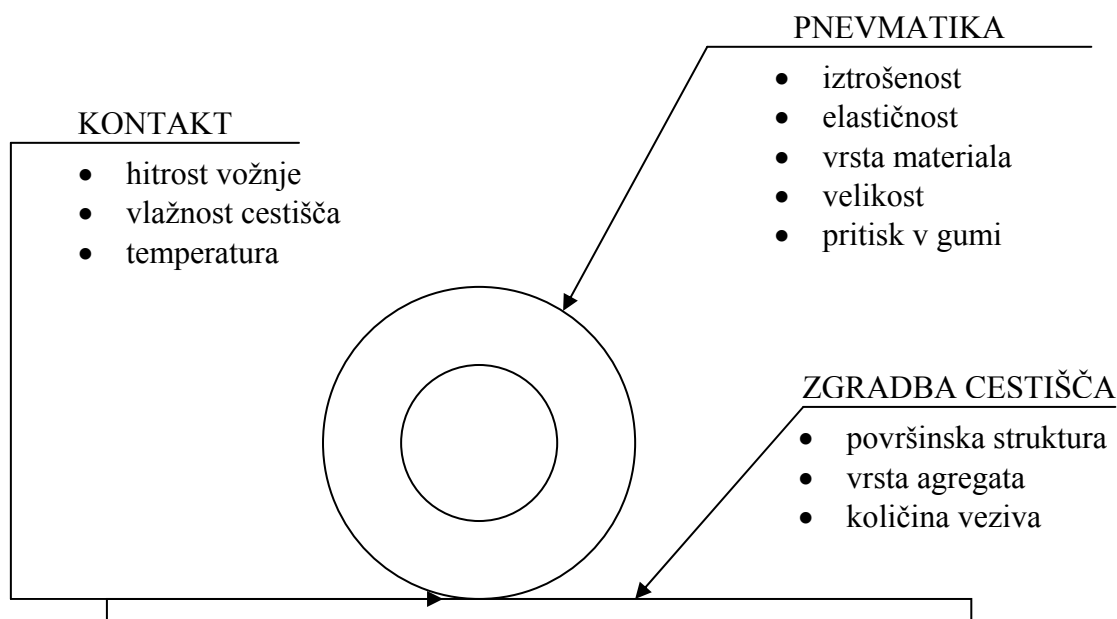 PNEVMATIKA
• iztrošenost
• elastičnost
• vrsta materiala
• velikost
• pritisk v gumi
KONTAKT
• hitrost vožnje
• vlažnost cestišča
• temperatura
ZGRADBA CESTIŠČA
• površinska struktura
• vrsta agregata
• količina veziva